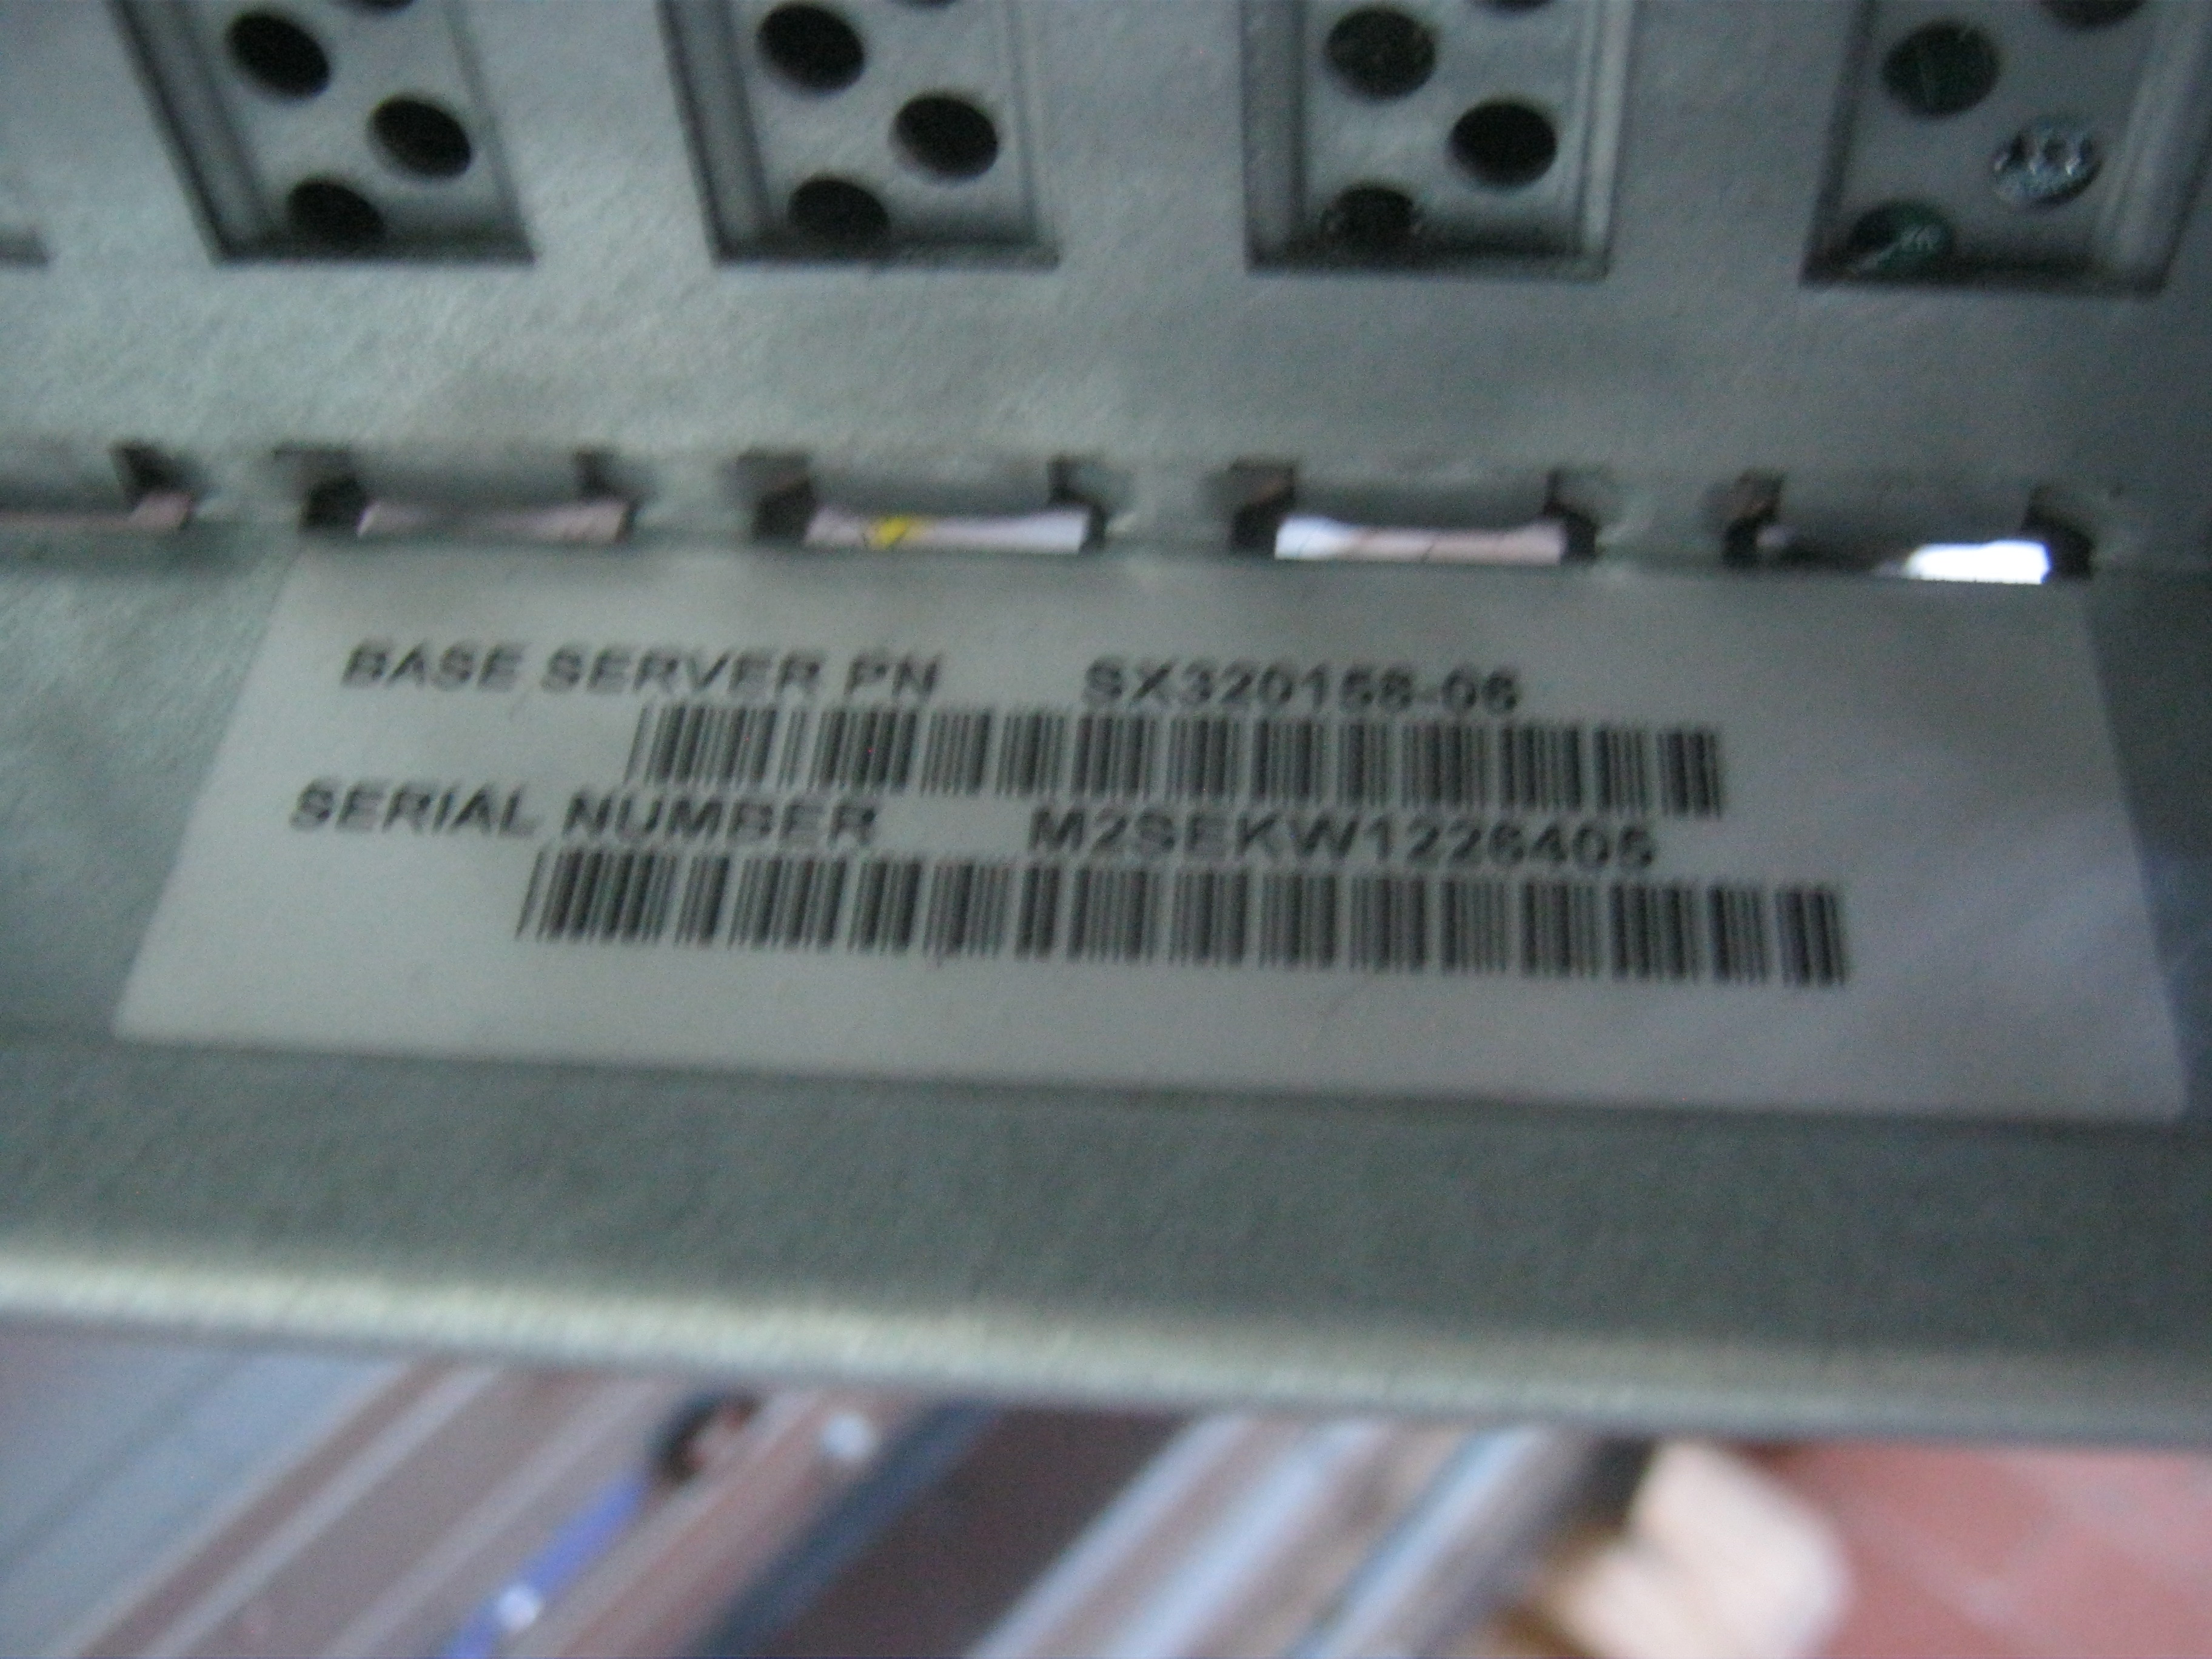 BASE SERVER PN SX320158-06
SERIAL NUMBER M2SEKW1226405